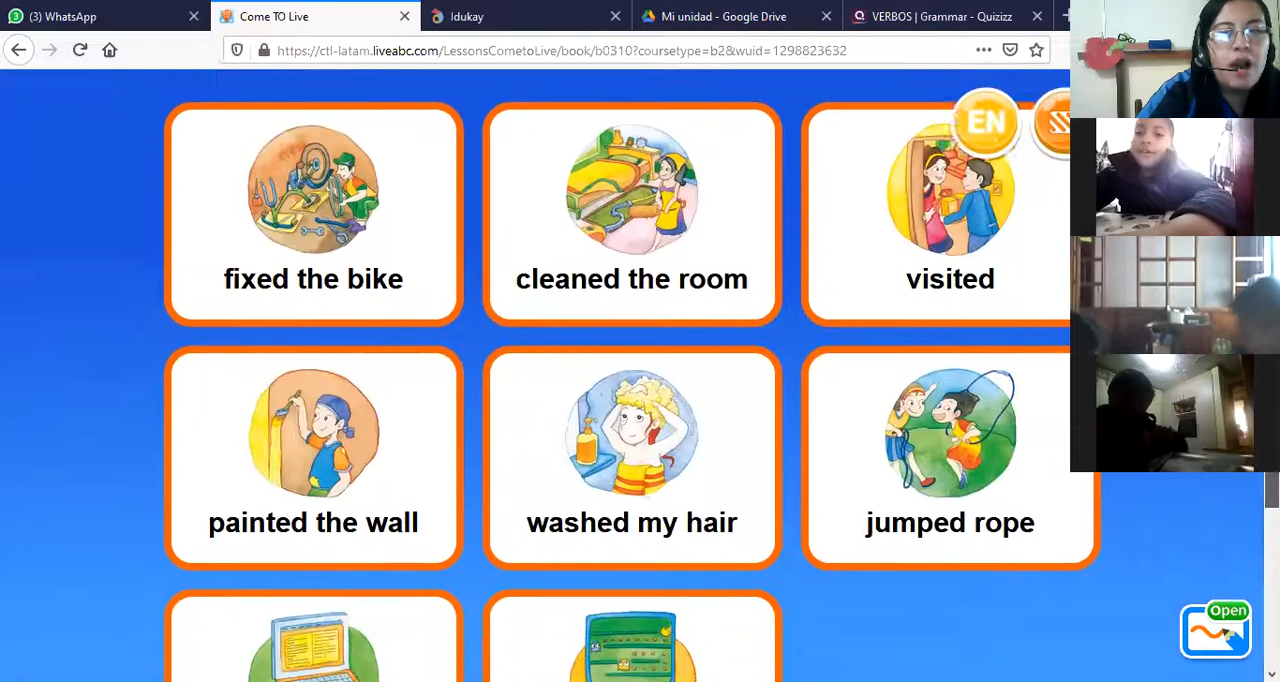 (3) WhatsApp
Come TO Live
Idukay
Mi unidad - Google Drive
VERBOS | Grammar - Quizizz
https://ctl-latam.liveabc.com/LessonsCometoLive/book/b0310?coursetype=b2&wuid=1298823632
EN
fixed the bike
cleaned the room
visited
painted the wall
washed my hair
jumped rope
Open